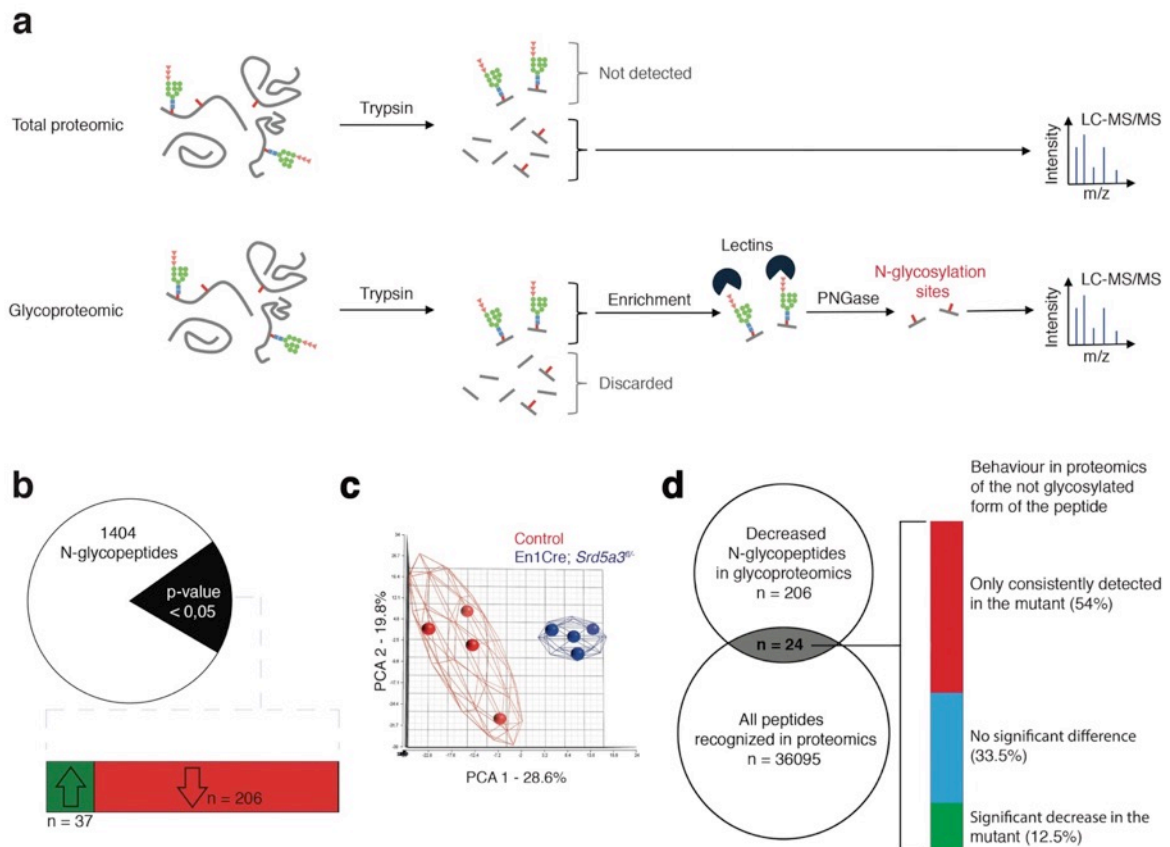 a
Total proteomic
Trypsin
Not detected
LC-MS/MS
Intensity
m/z
Glycoproteomic
Trypsin
Enrichment
Lectins
PNGase
N-glycosylation
sites
LC-MS/MS
Intensity
m/z
Discarded
b
1404
N-glycopeptides
p-value
< 0,05
n = 206
n = 37
c
Control
En1Cre; Srd5a3
PCA 2 - 19.8%
PCA 1 - 28.6%
d
Decreased
N-glycopeptides
in glycoproteomics
n = 206
n = 24
All peptides
recognized in proteomics
n = 36095
Behaviour in proteomics
of the not glycosylated
form of the peptide
Only consistently detected
in the mutant (54%)
No significant difference
(33.5%)
Significant decrease in the
mutant (12.5%)